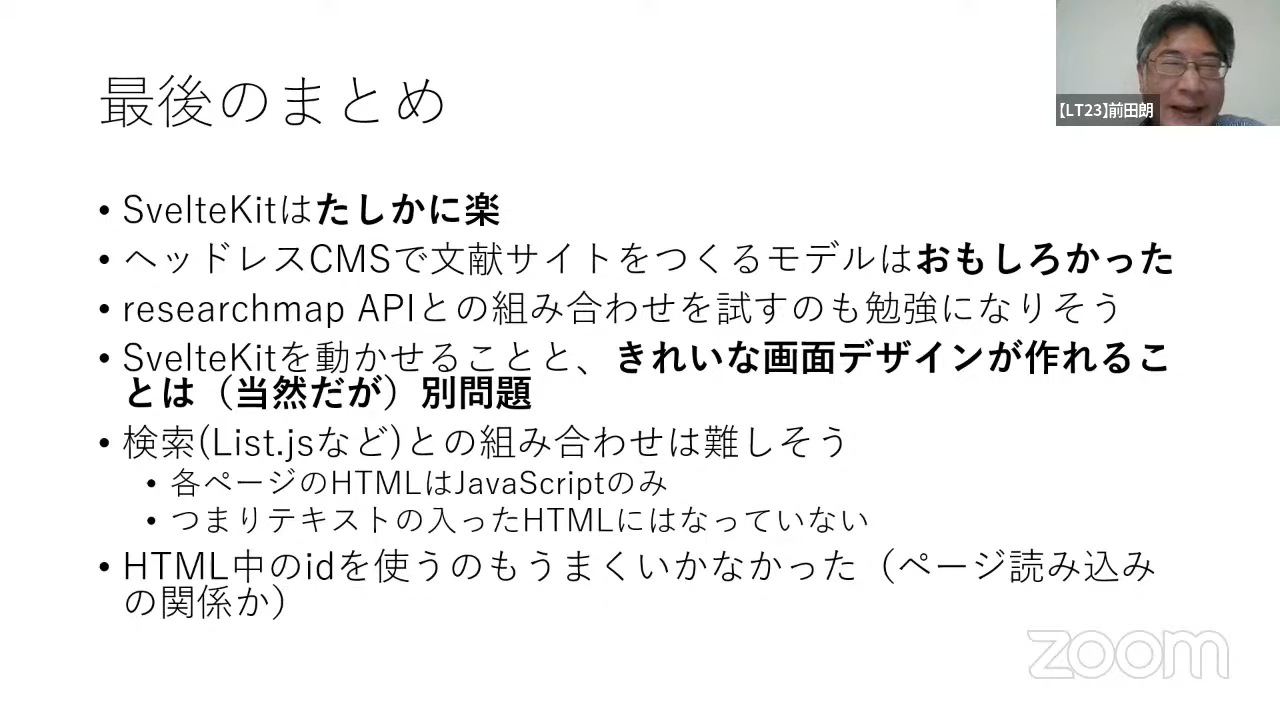 最後のまとめ
【LT23】前田朗
• SvelteKitはたしかに楽
• ヘッドレスCMSで文献サイトをつくるモデルはおもしろかった
• researchmap APIとの組み合わせを試すのも勉強になりそう
• SvelteKitを動かせることと、きれいな画面デザインが作れるこ
とは（当然だが）別問題
• 検索(List.jsなど)との組み合わせは難しそう
• 各ページのHTMLはJavaScriptのみ
• つまりテキストの入ったHTMLにはなっていない
• HTML中のidを使うのもうまくいかなかった（ページ読み込み
の関係か）
zoom